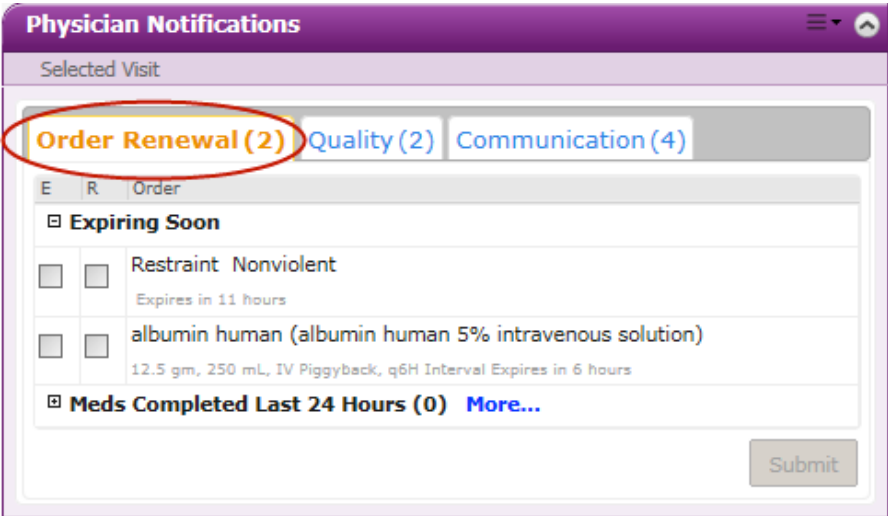 Physician Notifications
Selected Visit
Order Renewal (2) Quality (2) Communication (4)
E R Order
Expiring Soon
Restraint Nonviolent
Expires in 11 hours
albumin human (albumin human 5% intravenous solution)
12.5 gm, 250 mL, IV Piggyback, q6H Interval Expires in 6 hours
Meds Completed Last 24 Hours (0) More...
Submit